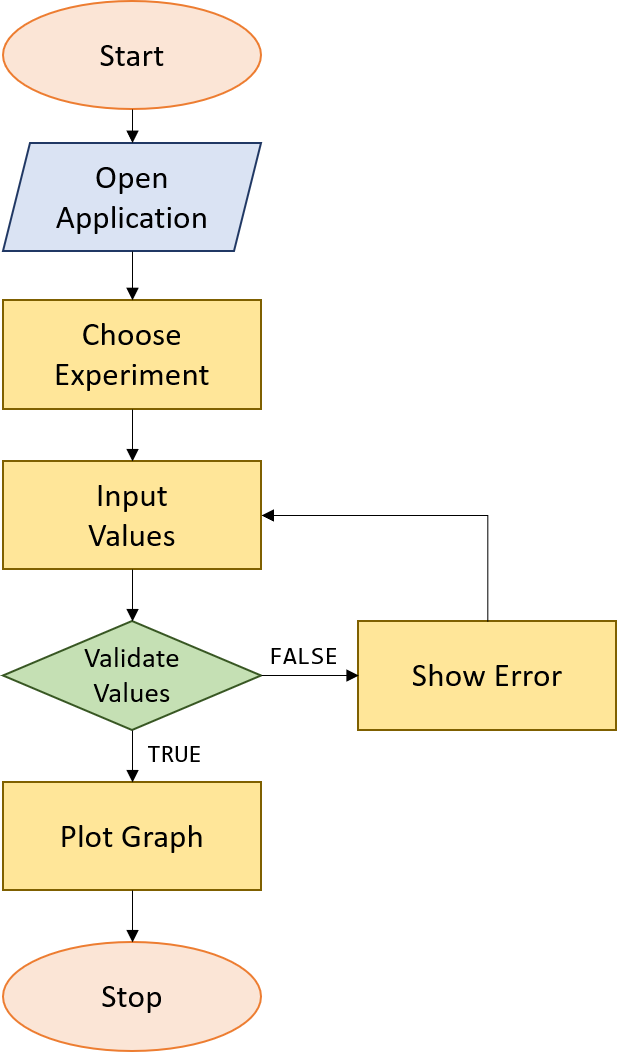 Start
Open
Application
Choose
Experiment
Input
Values
Validate
Values
FALSE
Show Error
TRUE
Plot Graph
Stop